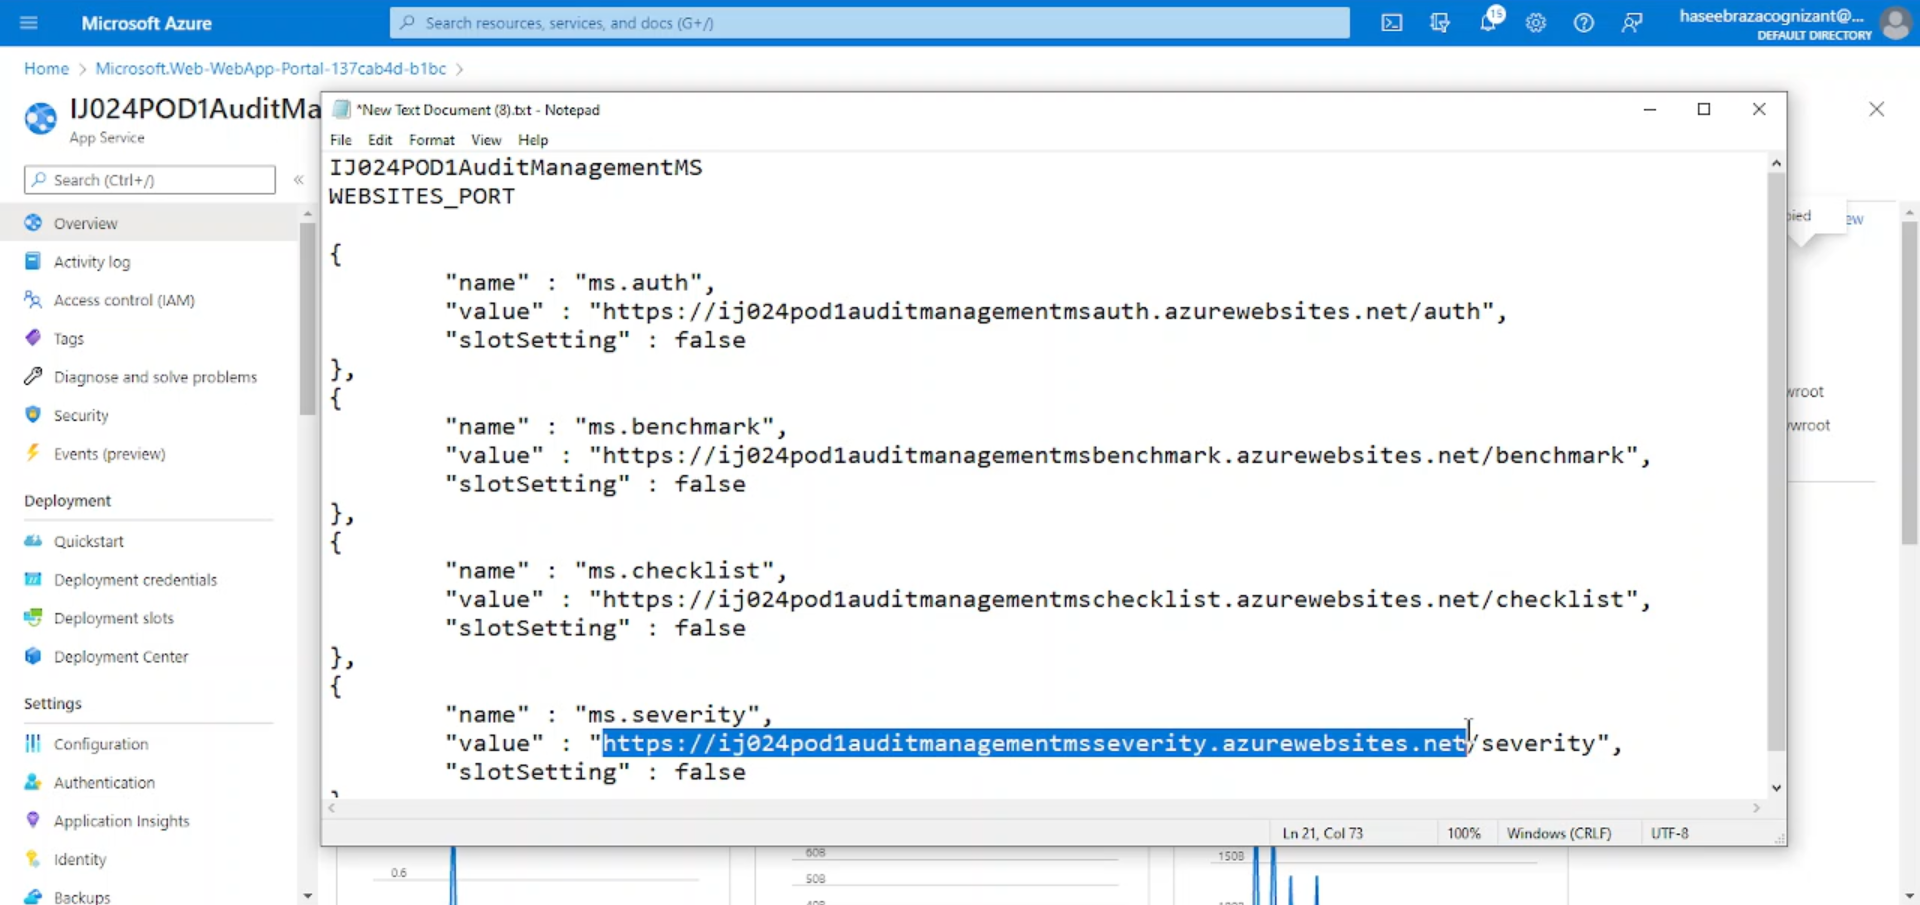 Microsoft Azure
Search resources, services, and docs (G+/)
15
haseebrazacognizant@...
DEFAULT DIRECTORY
Home > Microsoft.Web-WebApp-Portal-137cab4d-b1bc >
IJ024POD1AuditMa
App Service
Search (Ctrl+/)
«
Overview
Activity log
Access control (IAM)
Tags
Diagnose and solve problems
Security
Events (preview)
Deployment
Quickstart
Deployment credentials
Deployment slots
Deployment Center
Settings
Configuration
Authentication
Application Insights
Identity
Backups
*New Text Document (8).txt - Notepad
File Edit Format View Help
IJ024POD1AuditManagementMS
WEBSITES_PORT
{
"name" : "ms.auth",
"value" : "https://ij024pod1auditmanagementmsauth.azurewebsites.net/auth",
"slotSetting" : false
},
{
"name" : "ms.benchmark",
"value" : "https://ij024pod1auditmanagementmsbenchmark.azurewebsites.net/benchmark",
"slotSetting" : false
},
{
"name" : "ms.checklist",
"value" : "https://ij024pod1auditmanagementmschecklist.azurewebsites.net/checklist",
"slotSetting" : false
},
{
"name" : "ms.severity",
"value" : "https://ij024pod1auditmanagementmsseverity.azurewebsites.net/severity",
"slotSetting" : false
Ln 21, Col 73
100%
Windows (CRLF)
UTF-8
pied
ew
wroot
wroot
0.6
60B
50B
150B